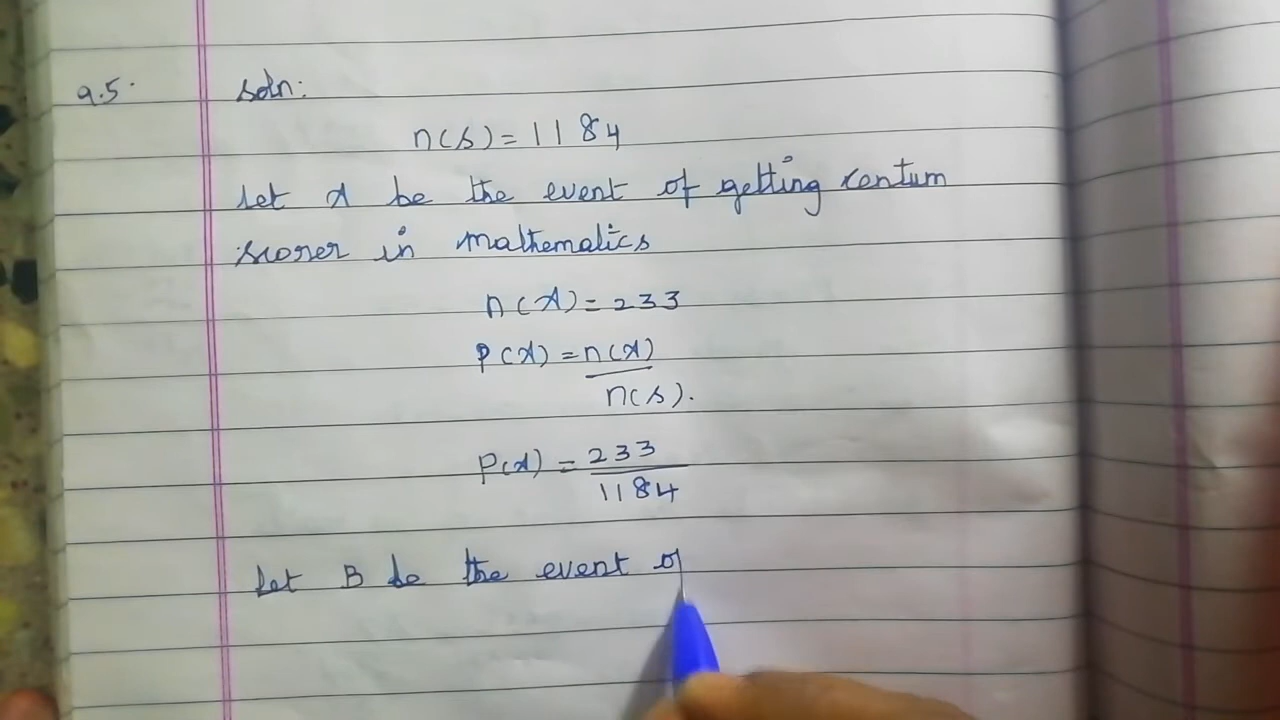 9.5. Soln:
n(S) = 1184
Let A be the event of getting centum
scorer in mathematics
n(A) = 233
P(A) = n(A)
n(S).
P(A) = 233
1184
Let B be the event of